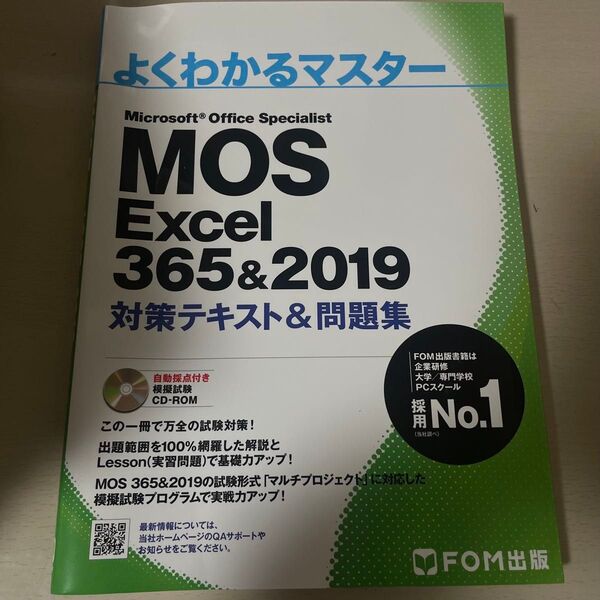 よくわかるマスター
Microsoft® Office Specialist
MOS
Excel
365&2019
対策テキスト&問題集
自動採点付き
模擬試験
CD-ROM
FOM出版書籍は
企業研修
大学/専門学校
PCスクール
採用No.1
(当社調べ)
この一冊で万全の試験対策!
出題範囲を100%網羅した解説と
Lesson(実習問題)で基礎力アップ!
MOS 365&2019の試験形式「マルチプロジェクト」に対応した
模擬試験プログラムで実戦力アップ!
最新情報については、
当社ホームページのQAサポートや
お知らせをご覧ください。
FOM出版